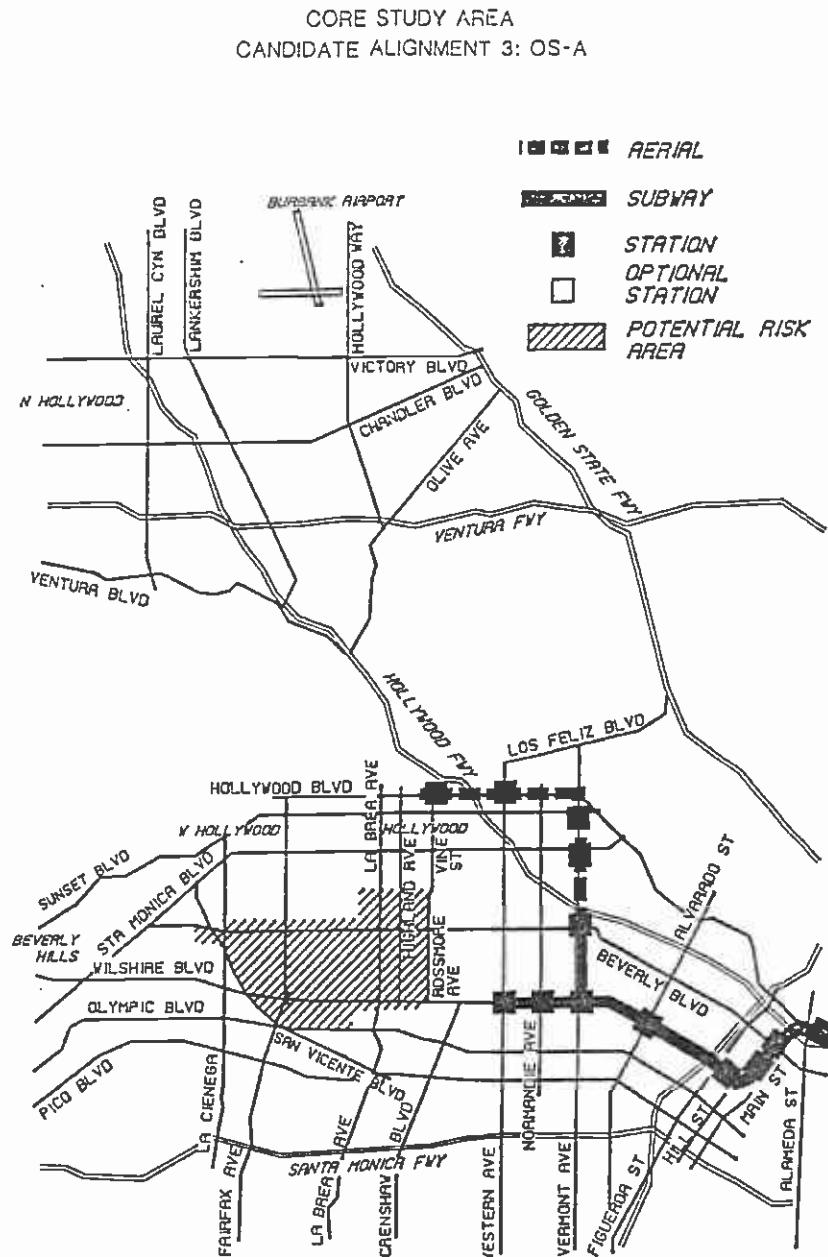 CORE STUDY AREA
CANDIDATE ALIGNMENT 3: OS-A
AERIAL
SUBWAY
STATION
OPTIONAL
STATION
POTENTIAL RISK
AREA
BURBANK AIRPORT
LAUREL CYN BLVD
LANKERSHIM BLVD
HOLLYWOOD WAY
VICTORY BLVD
N HOLLYWOOD
CHANDLER BLVD
OLIVE AVE
GOLDEN STATE FWY
VENTURA FWY
VENTURA BLVD
HOLLYWOOD FWY
LOS FELIZ BLVD
HOLLYWOOD BLVD
LA BREA AVE
W HOLLYWOOD
HOLLYWOOD
HIGHLAND AVE
VINE
ST
SUNSET BLVD
STA MONICA BLVD
ALVARADO ST
BEVERLY
HILLS
ROSSMORE
AVE
BEVERLY BLVD
WILSHIRE BLVD
OLYMPIC BLVD
SAN VICENTE BLVD
PICO BLVD
NORMANDIE AVE
LA CIENEGA
FAIRFAX AVE
LA BREA AVE
CRENSHAW BLVD
SANTA MONICA FWY
WESTERN AVE
VERMONT AVE
FIGUEROA ST
HILL ST
MAIN ST
ALAMEDA ST